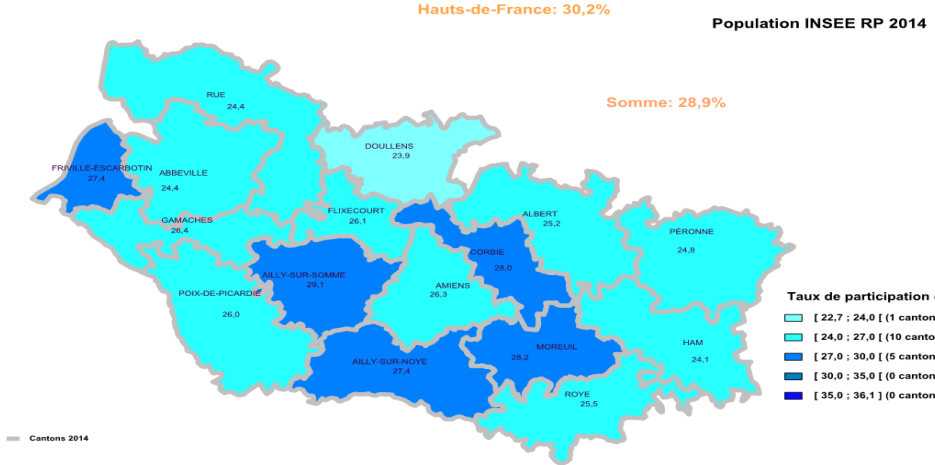 Hauts-de-France: 30,2%
Population INSEE RP 2014
Somme: 28,9%
RUE
24,4
DOULLENS
23,9
FRIVILLE-ESCARBOTIN
27,4
ABBEVILLE
24,4
GAMACHES
26,4
FLIXECOURT
26,1
ALBERT
25,2
PÉRONNE
24,8
CORBIE
28,0
AILLY-SUR-SOMME
29,1
AMIENS
26,3
POIX-DE-PICARDIE
26,0
MOREUIL
28,2
HAM
24,1
AILLY-SUR-NOYE
27,4
ROYE
25,5
Taux de participation
[ 22,7 ; 24,0 [ (1 canton
[ 24,0 ; 27,0 [ (10 canto
[ 27,0 ; 30,0 [ (5 canton
[ 30,0 ; 35,0 [ (0 canton
[ 35,0 ; 36,1 ] (0 canton
Cantons 2014